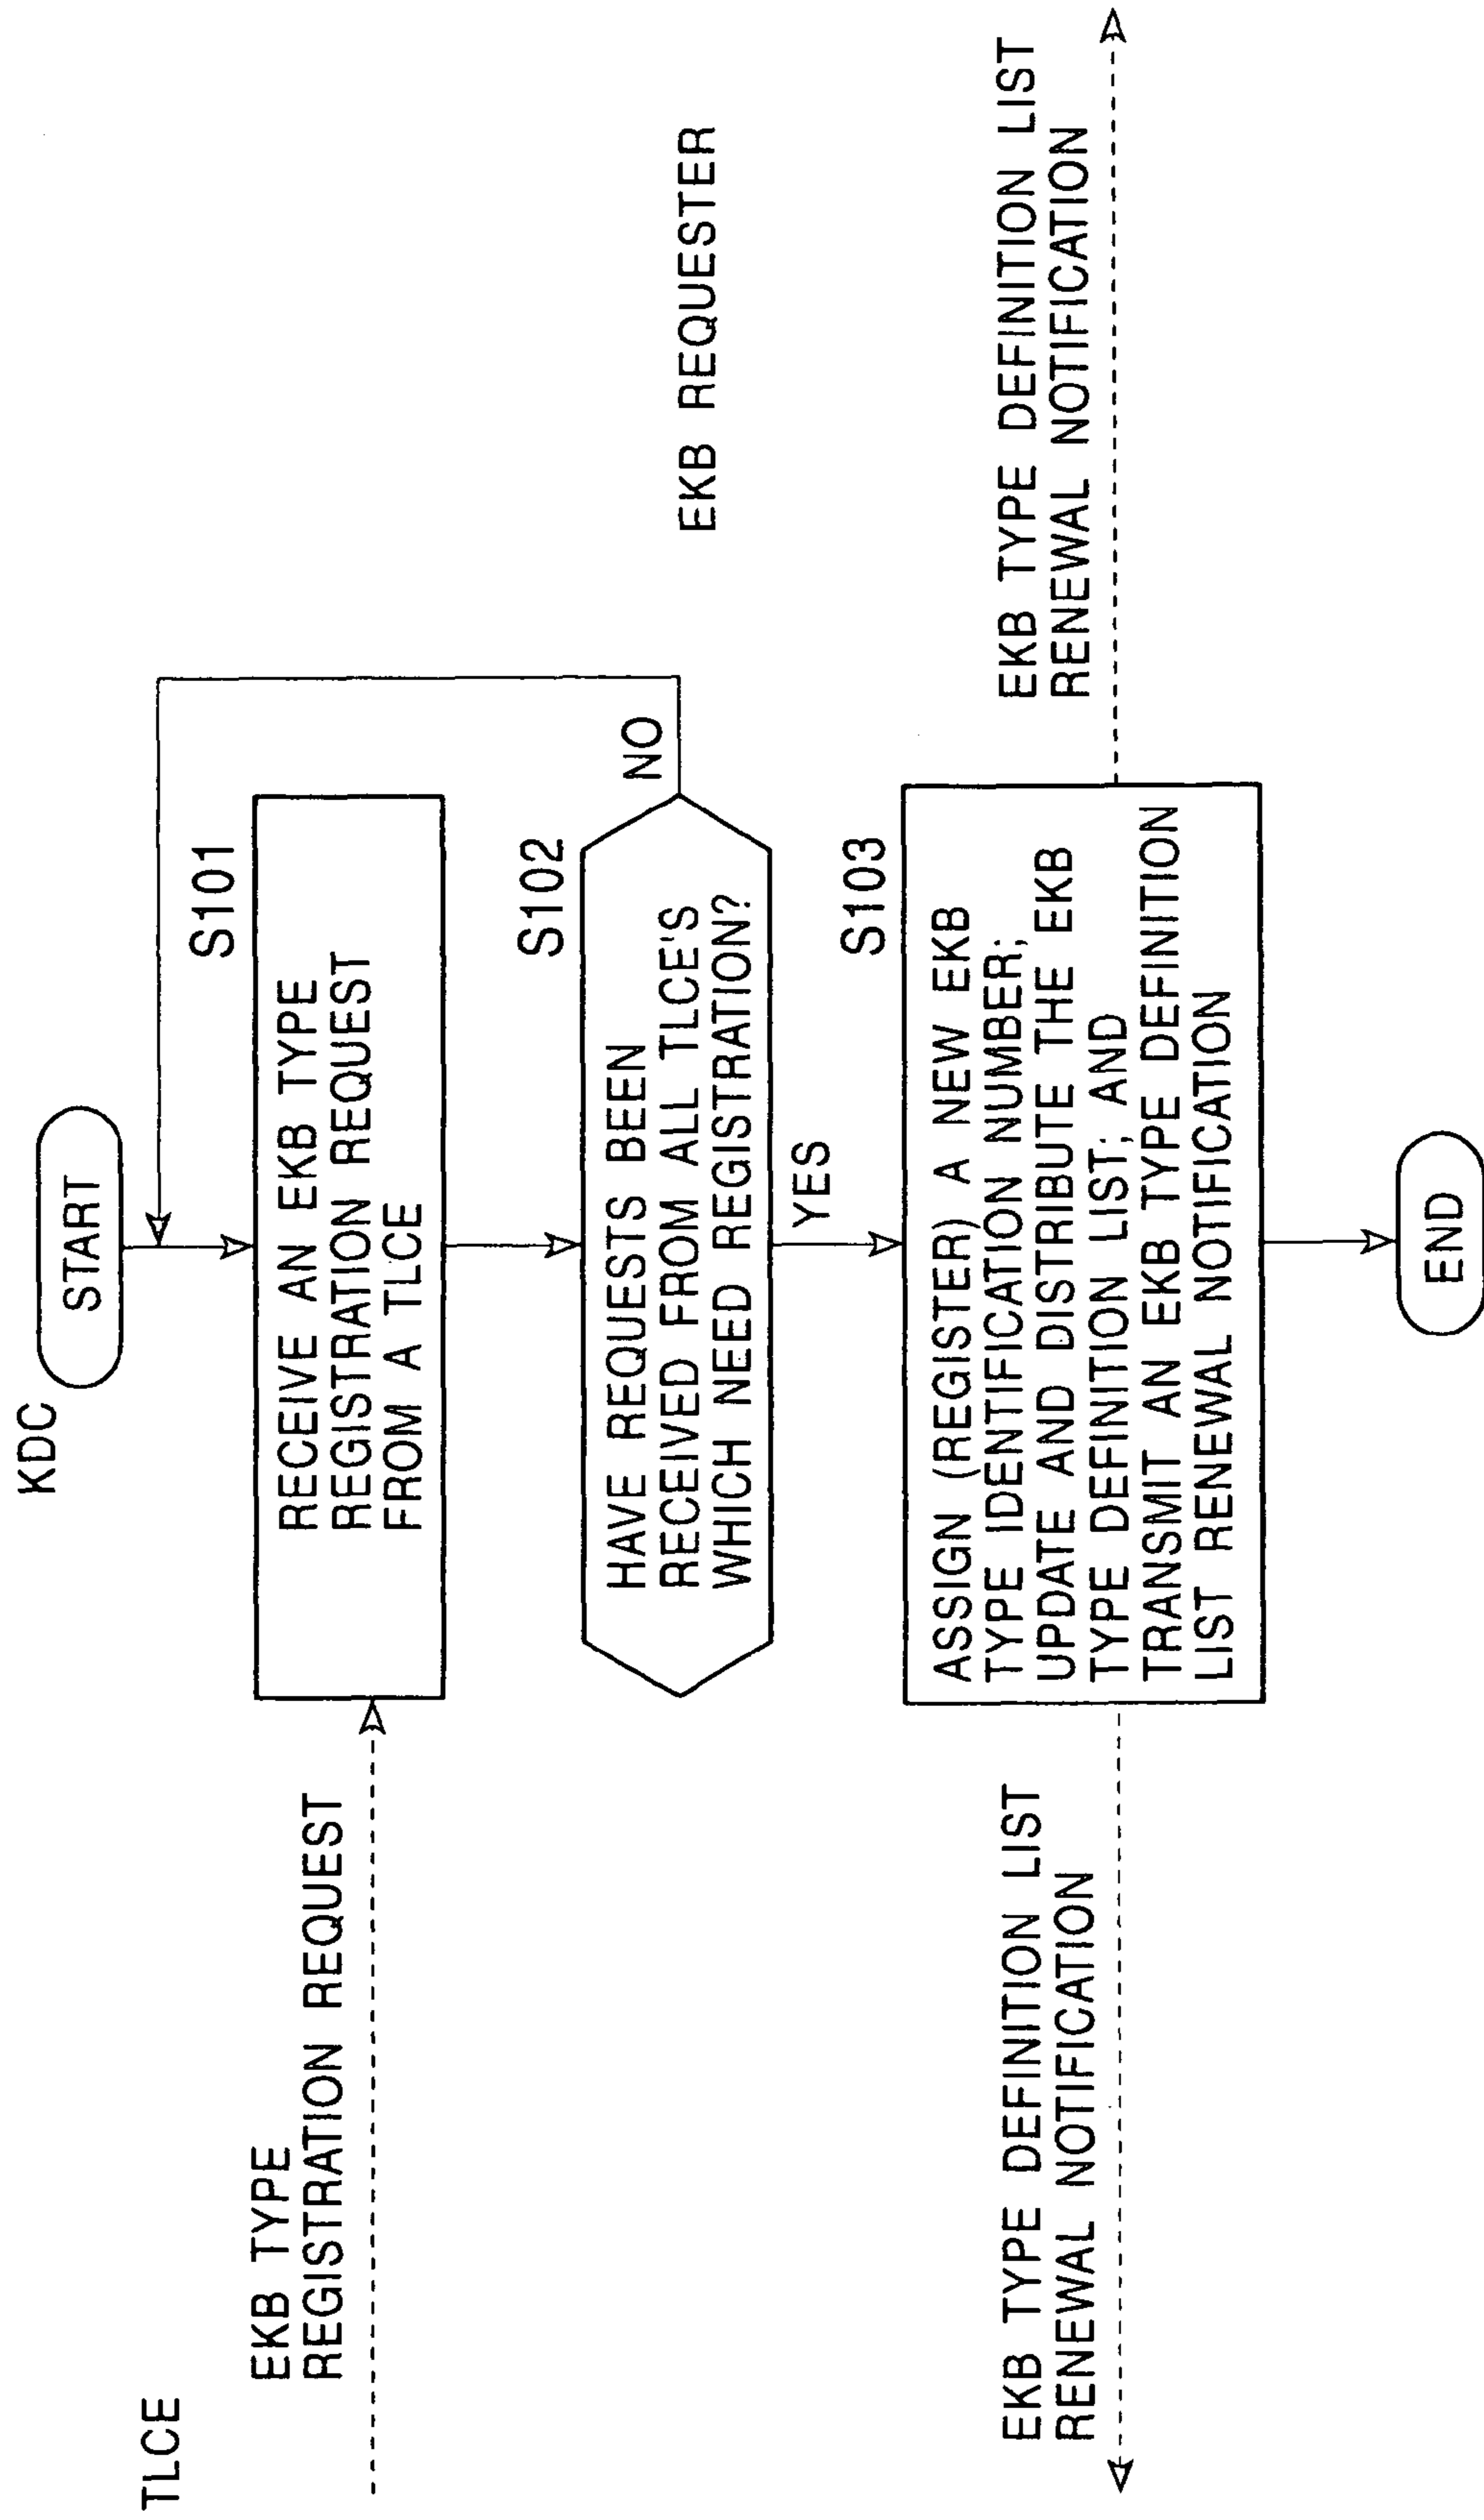 KDC
START
TLCE
EKB TYPE
REGISTRATION REQUEST
S101
RECEIVE AN EKB TYPE
REGISTRATION REQUEST
FROM A TLCE
S102
HAVE REQUESTS BEEN
RECEIVED FROM ALL TLCE'S
WHICH NEED REGISTRATION?
NO
EKB REQUESTER
YES
S103
ASSIGN (REGISTER) A NEW EKB
TYPE IDENTIFICATION NUMBER;
UPDATE AND DISTRIBUTE THE EKB
TYPE DEFINITION LIST; AND
TRANSMIT AN EKB TYPE DEFINITION
LIST RENEWAL NOTIFICATION
EKB TYPE DEFINITION LIST
RENEWAL NOTIFICATION
EKB TYPE DEFINITION LIST
RENEWAL NOTIFICATION
END